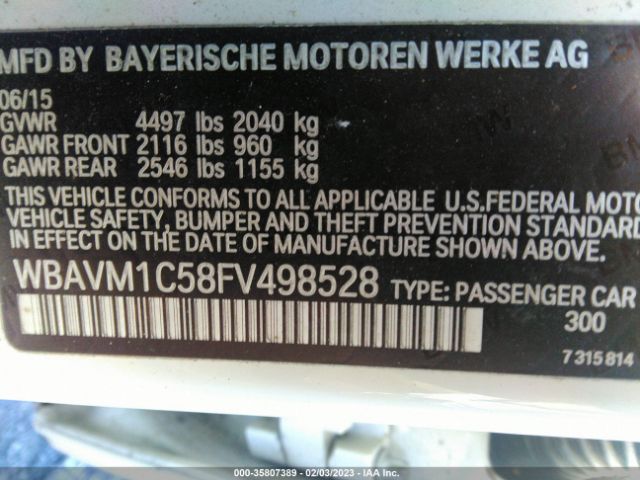 MFD BY BAYERISCHE MOTOREN WERKE AG
06/15
GVWR 4497 lbs 2040 kg
GAWR FRONT 2116 lbs 960 kg
GAWR REAR 2546 lbs 1155 kg
THIS VEHICLE CONFORMS TO ALL APPLICABLE U.S.FEDERAL MOTO
VEHICLE SAFETY, BUMPER AND THEFT PREVENTION STANDARD
IN EFFECT ON THE DATE OF MANUFACTURE SHOWN ABOVE.
WBAVM1C58FV498528 TYPE: PASSENGER CAR
300
7315814
000-35807389 - 02/03/2023 - IAA Inc.